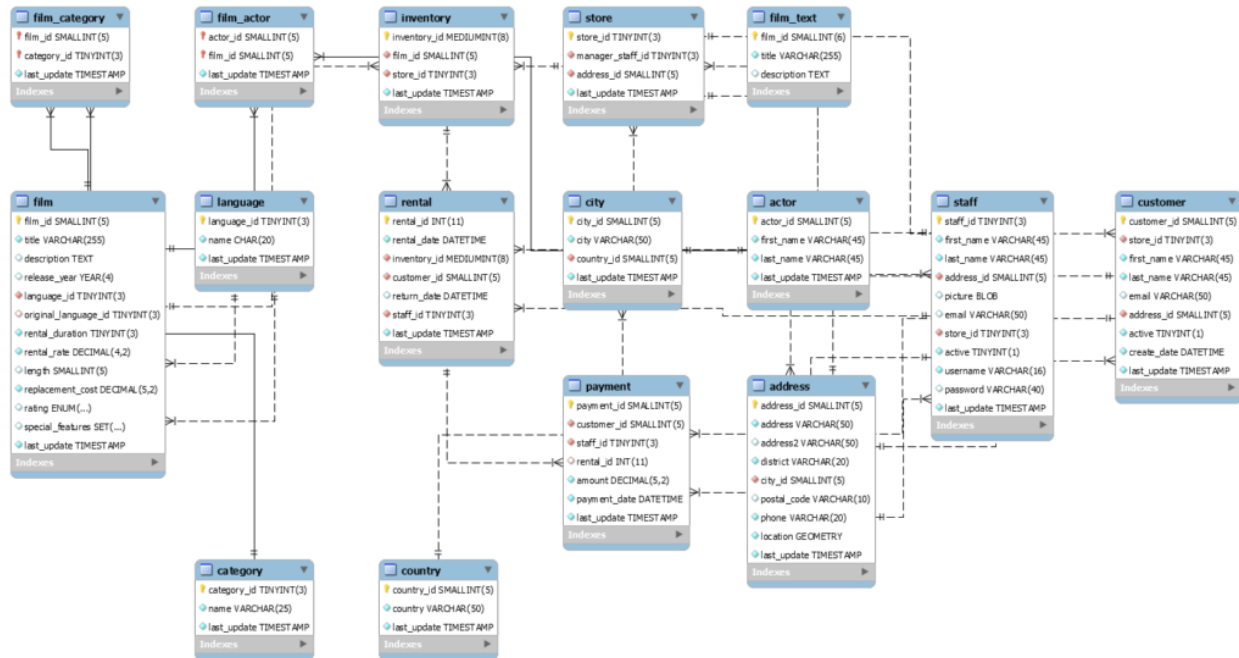 film_category
film_id SMALLINT(5)
category_id TINYINT(3)
last_update TIMESTAMP
Indexes
film_actor
actor_id SMALLINT(5)
film_id SMALLINT(5)
last_update TIMESTAMP
Indexes
inventory
inventory_id MEDIUMINT(8)
film_id SMALLINT(5)
store_id TINYINT(3)
last_update TIMESTAMP
Indexes
store
store_id TINYINT(3)
manager_staff_id TINYINT(3)
address_id SMALLINT(5)
last_update TIMESTAMP
Indexes
film_text
film_id SMALLINT(6)
title VARCHAR(255)
description TEXT
Indexes
film
film_id SMALLINT(5)
title VARCHAR(255)
description TEXT
release_year YEAR(4)
language_id TINYINT(3)
original_language_id TINYINT(3)
rental_duration TINYINT(3)
rental_rate DECIMAL(4,2)
length SMALLINT(5)
replacement_cost DECIMAL(5,2)
rating ENUM(...)
special_features SET(...)
last_update TIMESTAMP
Indexes
language
language_id TINYINT(3)
name CHAR(20)
last_update TIMESTAMP
Indexes
rental
rental_id INT(11)
rental_date DATETIME
inventory_id MEDIUMINT(8)
customer_id SMALLINT(5)
return_date DATETIME
staff_id TINYINT(3)
last_update TIMESTAMP
Indexes
city
city_id SMALLINT(5)
city VARCHAR(50)
country_id SMALLINT(5)
last_update TIMESTAMP
Indexes
actor
actor_id SMALLINT(5)
first_name VARCHAR(45)
last_name VARCHAR(45)
last_update TIMESTAMP
Indexes
staff
staff_id TINYINT(3)
first_name VARCHAR(45)
last_name VARCHAR(45)
address_id SMALLINT(5)
picture BLOB
email VARCHAR(50)
store_id TINYINT(3)
active TINYINT(1)
username VARCHAR(16)
password VARCHAR(40)
last_update TIMESTAMP
Indexes
customer
customer_id SMALLINT(5)
store_id TINYINT(3)
first_name VARCHAR(45)
last_name VARCHAR(45)
email VARCHAR(50)
address_id SMALLINT(5)
active TINYINT(1)
create_date DATETIME
last_update TIMESTAMP
Indexes
payment
payment_id SMALLINT(5)
customer_id SMALLINT(5)
staff_id TINYINT(3)
rental_id INT(11)
amount DECIMAL(5,2)
payment_date DATETIME
last_update TIMESTAMP
Indexes
address
address_id SMALLINT(5)
address VARCHAR(50)
address2 VARCHAR(50)
district VARCHAR(20)
city_id SMALLINT(5)
postal_code VARCHAR(10)
phone VARCHAR(20)
location GEOMETRY
last_update TIMESTAMP
Indexes
category
category_id TINYINT(3)
name VARCHAR(25)
last_update TIMESTAMP
Indexes
country
country_id SMALLINT(5)
country VARCHAR(50)
last_update TIMESTAMP
Indexes